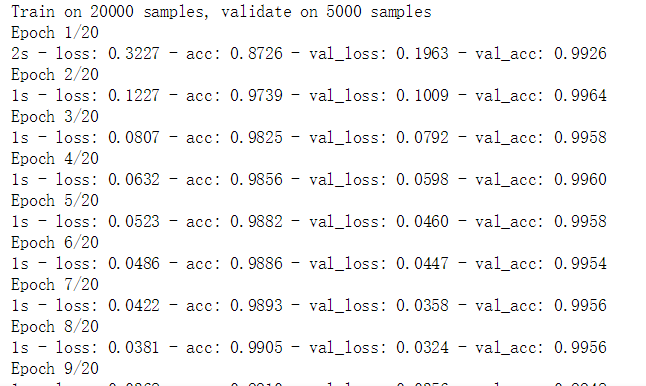 Train on 20000 samples, validate on 5000 samples
Epoch 1/20
2s - loss: 0.3227 - acc: 0.8726 - val_loss: 0.1963 - val_acc: 0.9926
Epoch 2/20
1s - loss: 0.1227 - acc: 0.9739 - val_loss: 0.1009 - val_acc: 0.9964
Epoch 3/20
1s - loss: 0.0807 - acc: 0.9825 - val_loss: 0.0792 - val_acc: 0.9958
Epoch 4/20
1s - loss: 0.0632 - acc: 0.9856 - val_loss: 0.0598 - val_acc: 0.9960
Epoch 5/20
1s - loss: 0.0523 - acc: 0.9882 - val_loss: 0.0460 - val_acc: 0.9958
Epoch 6/20
1s - loss: 0.0486 - acc: 0.9886 - val_loss: 0.0447 - val_acc: 0.9954
Epoch 7/20
1s - loss: 0.0422 - acc: 0.9893 - val_loss: 0.0358 - val_acc: 0.9956
Epoch 8/20
1s - loss: 0.0381 - acc: 0.9905 - val_loss: 0.0324 - val_acc: 0.9956
Epoch 9/20